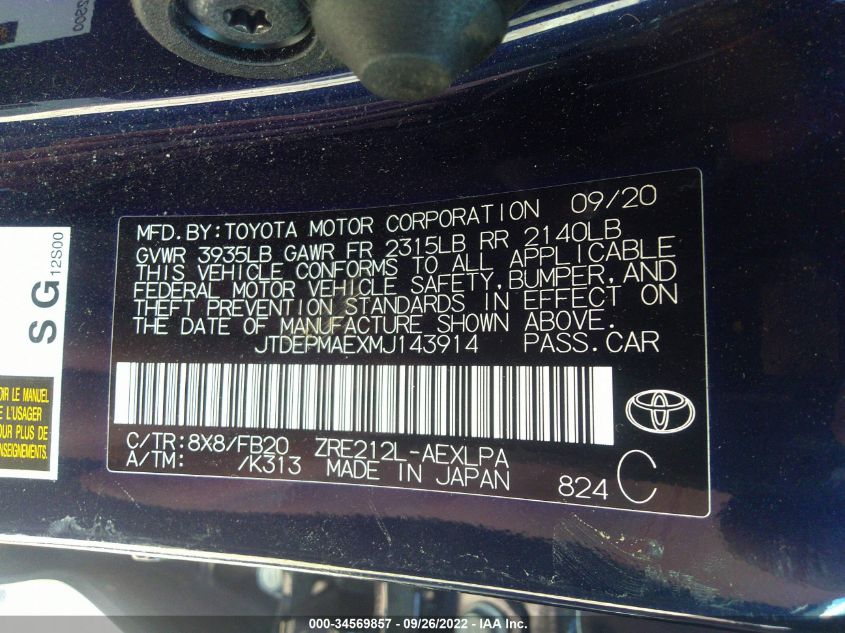 MFD. BY: TOYOTA MOTOR CORPORATION 09/20
GVWR 3935LB GAWR FR 2315LB RR 2140LB
THIS VEHICLE CONFORMS TO ALL APPLICABLE
FEDERAL MOTOR VEHICLE SAFETY, BUMPER, AND
THEFT PREVENTION STANDARDS IN EFFECT ON
THE DATE OF MANUFACTURE SHOWN ABOVE.
JTDEPMAEXMJ143914 PASS. CAR
C/TR: 8X8/FB20 ZRE212L-AEXLPA
A/TM: /K313 MADE IN JAPAN
824 C
SG
12S00
LE MANUEL
L'USAGER
POUR PLUS
000-34569857 | 09/26/2022 | IAA Inc.